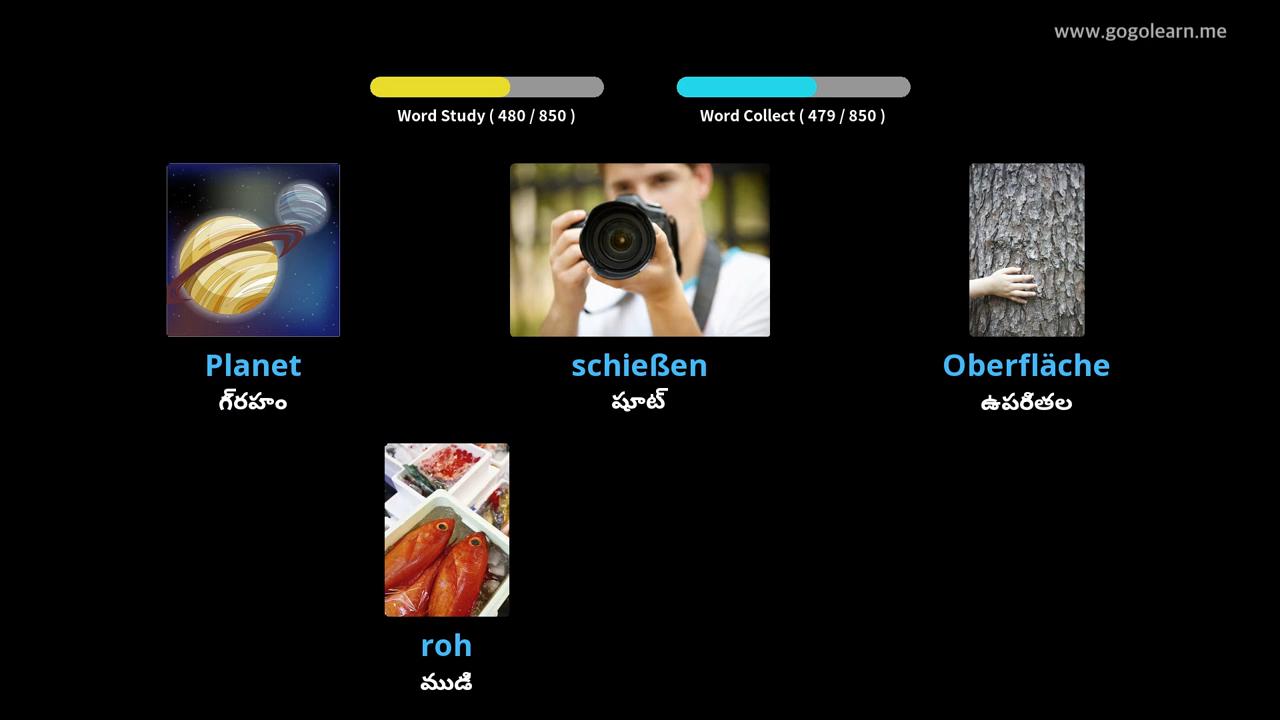 www.gogolearn.me
Word Study ( 480 / 850 )
Word Collect ( 479 / 850 )
Planet
గ్రహం
schießen
షూట్
Oberfläche
ఉపరితల
roh
ముడి